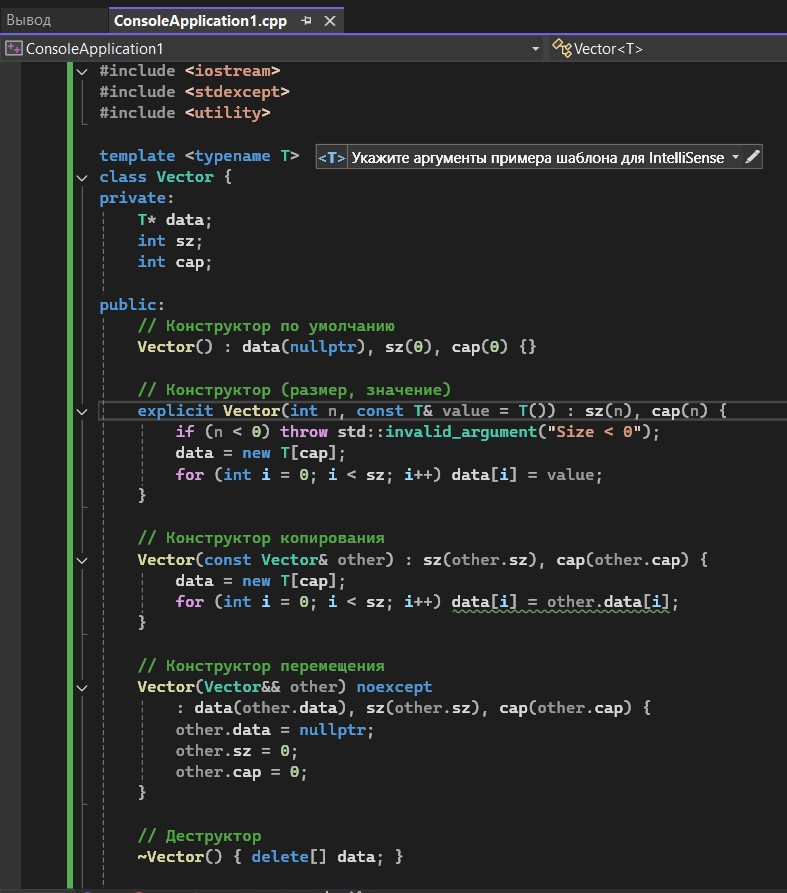 Вывод
ConsoleApplication1.cpp
ConsoleApplication1
Vector<T>
#include <iostream>
#include <stdexcept>
#include <utility>
template <typename T>
<T> Укажите аргументы примера шаблона для IntelliSense
class Vector {
private:
T* data;
int sz;
int cap;
public:
// Конструктор по умолчанию
Vector() : data(nullptr), sz(0), cap(0) {}
// Конструктор (размер, значение)
explicit Vector(int n, const T& value = T()) : sz(n), cap(n) {
if (n < 0) throw std::invalid_argument("Size < 0");
data = new T[cap];
for (int i = 0; i < sz; i++) data[i] = value;
}
// Конструктор копирования
Vector(const Vector& other) : sz(other.sz), cap(other.cap) {
data = new T[cap];
for (int i = 0; i < sz; i++) data[i] = other.data[i];
}
// Конструктор перемещения
Vector(Vector&& other) noexcept
: data(other.data), sz(other.sz), cap(other.cap) {
other.data = nullptr;
other.sz = 0;
other.cap = 0;
}
// Деструктор
~Vector() { delete[] data; }